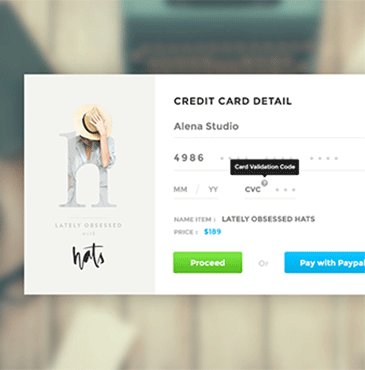 h
LATELY OBSESSED
WITH
hats
CREDIT CARD DETAIL
Alena Studio
4986
Card Validation Code
MM / YY CVC ?
NAME ITEM : LATELY OBSESSED HATS
PRICE : $189
Proceed Or Pay with Paypal